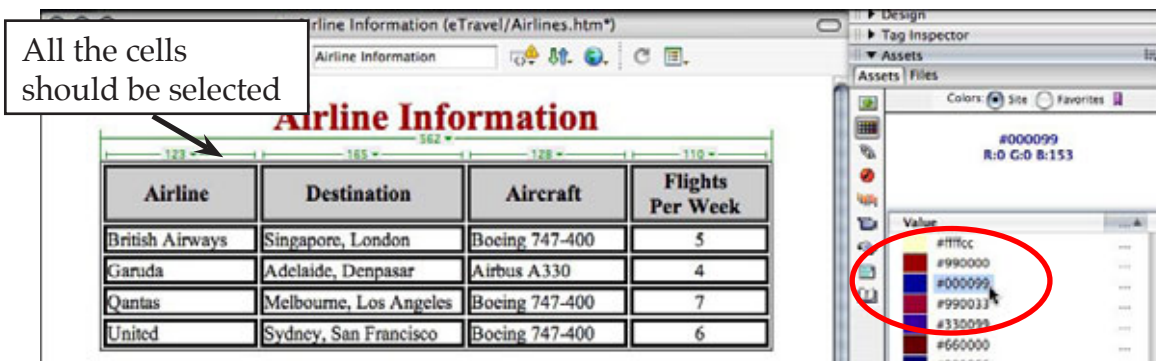 Airline Information (eTravel/Airlines.htm*)
All the cells
should be selected
Airline Information
Airline Information
562
123
165
128
110
Airline Destination Aircraft Flights Per Week
British Airways Singapore, London Boeing 747-400 5
Garuda Adelaide, Denpasar Airbus A330 4
Qantas Melbourne, Los Angeles Boeing 747-400 7
United Sydney, San Francisco Boeing 747-400 6
Design
Tag Inspector
Assets
Assets Files
Colors: Site Favorites
#000099
R:0 G:0 B:153
Value
#ffffcc
#990000
#000099
#990033
#330099
#660000